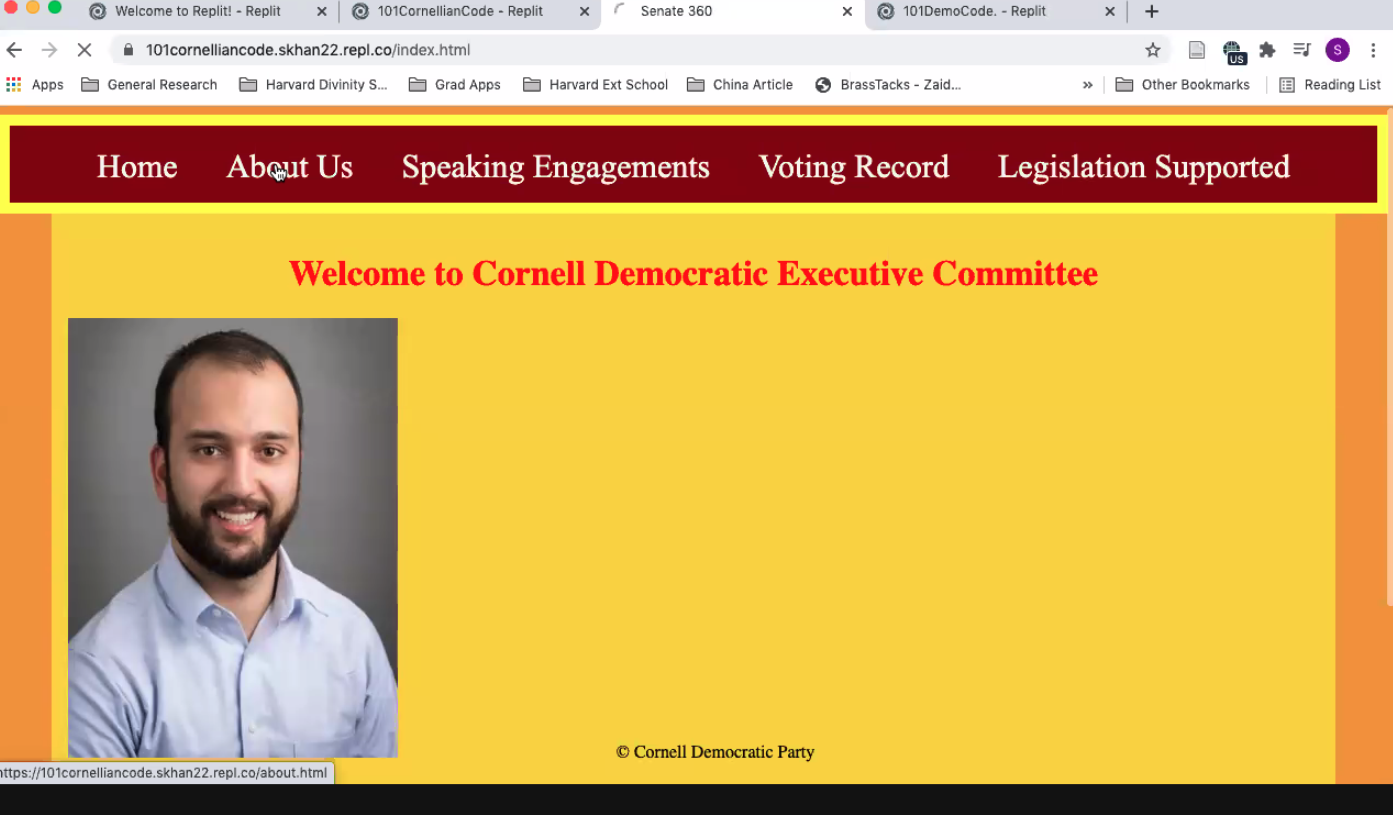 Welcome to Replit! - Replit 101CornellianCode - Replit Senate 360 101DemoCode. - Replit
101cornelliancode.skhan22.repl.co/index.html US S
Apps General Research Harvard Divinity S... Grad Apps Harvard Ext School China Article BrassTacks - Zaid... » Other Bookmarks Reading List
Home About Us Speaking Engagements Voting Record Legislation Supported
Welcome to Cornell Democratic Executive Committee
© Cornell Democratic Party
https://101cornelliancode.skhan22.repl.co/about.html